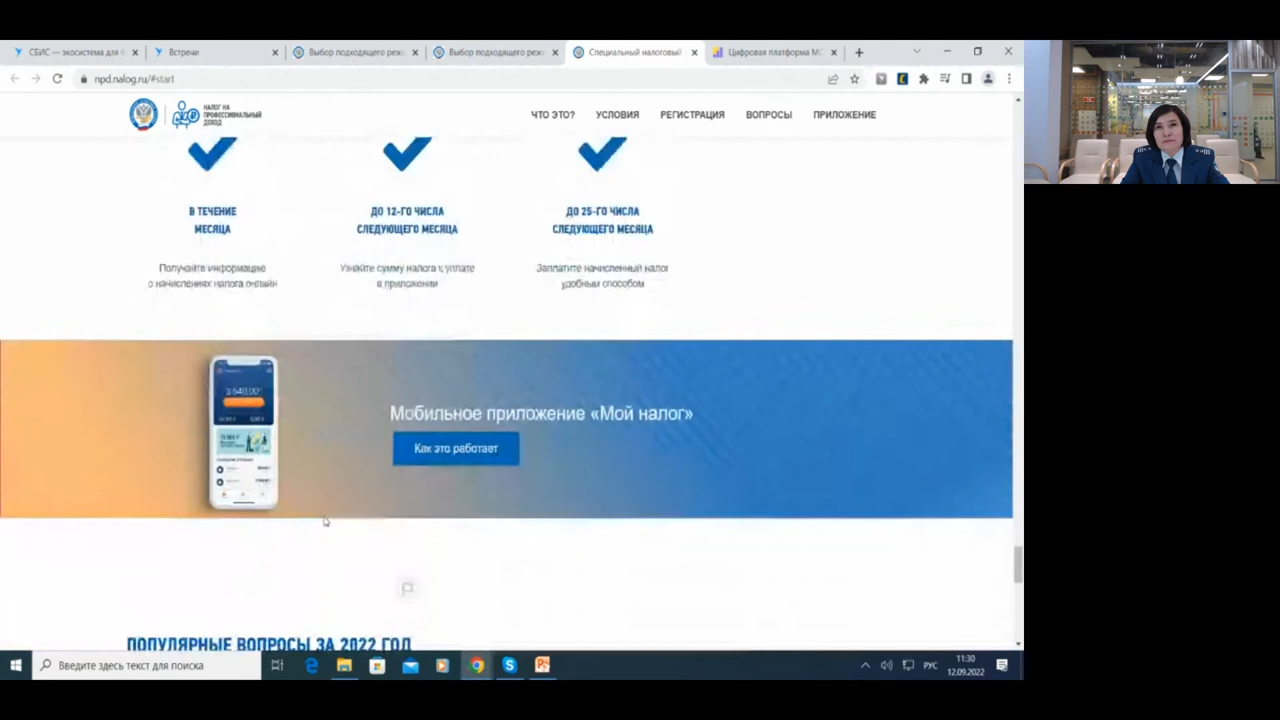 СБИС — экосистема для б
Встречи
Выбор подходящего реж
Выбор подходящего реж
Специальный налоговый
Цифровая платформа МС
npd.nalog.ru/#start
НАЛОГ НА
ПРОФЕССИОНАЛЬНЫЙ
ДОХОД
ЧТО ЭТО?
УСЛОВИЯ
РЕГИСТРАЦИЯ
ВОПРОСЫ
ПРИЛОЖЕНИЕ
В ТЕЧЕНИЕ
МЕСЯЦА
Получайте информацию
о начислениях налога онлайн
ДО 12-ГО ЧИСЛА
СЛЕДУЮЩЕГО МЕСЯЦА
Узнайте сумму налога к уплате
в приложении
ДО 25-ГО ЧИСЛА
СЛЕДУЮЩЕГО МЕСЯЦА
Заплатите начисленный налог
удобным способом
Мобильное приложение «Мой налог»
Как это работает
ПОПУЛЯРНЫЕ ВОПРОСЫ ЗА 2022 ГОД
Введите здесь текст для поиска
РУС
11:30
12.09.2022